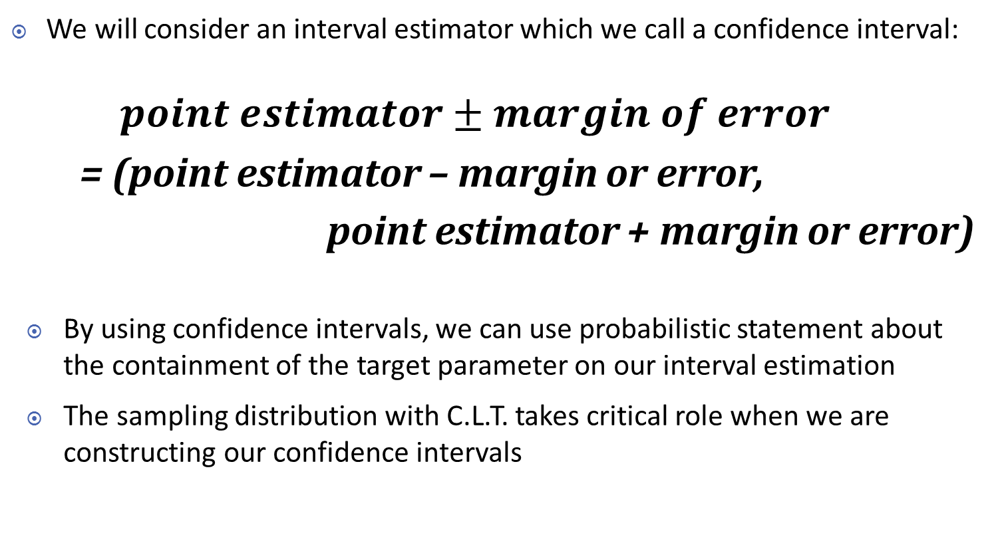 We will consider an interval estimator which we call a confidence interval:
point estimator ± margin of error
= (point estimator – margin or error,
point estimator + margin or error)
By using confidence intervals, we can use probabilistic statement about
the containment of the target parameter on our interval estimation
The sampling distribution with C.L.T. takes critical role when we are
constructing our confidence intervals